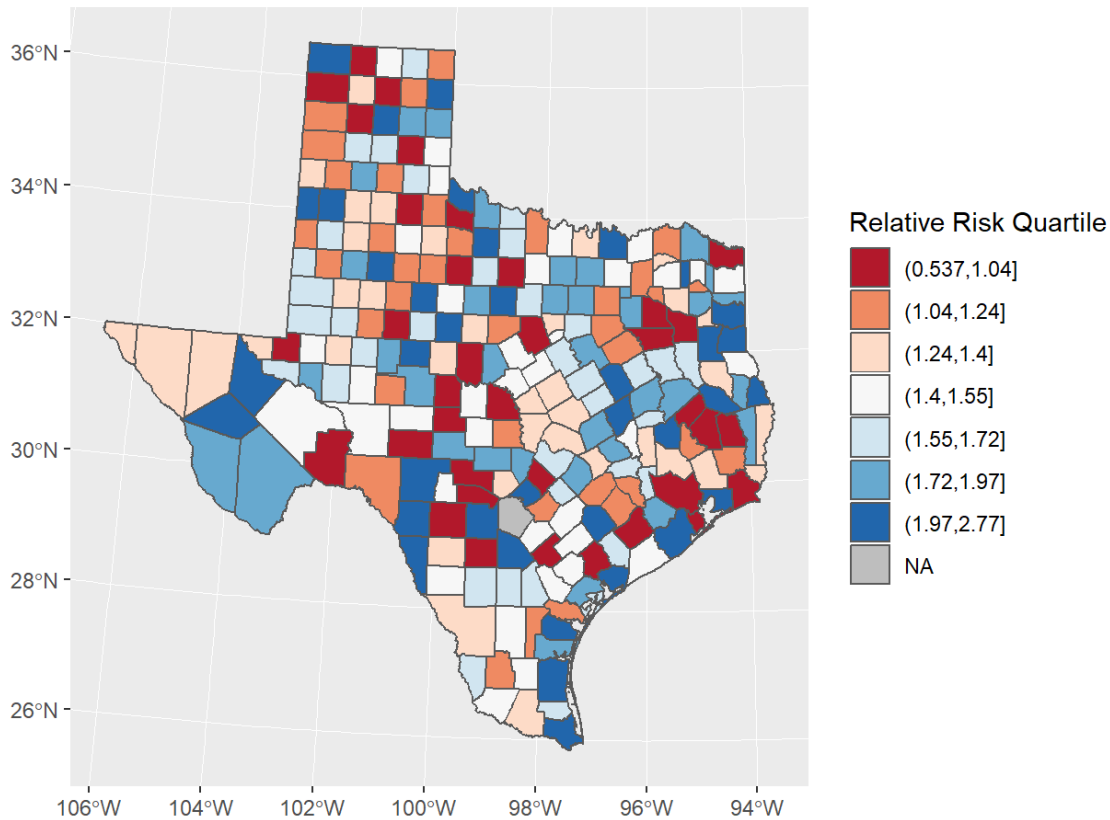 36°N
34°N
32°N
30°N
28°N
26°N
106°W
104°W
102°W
100°W
98°W
96°W
94°W
Relative Risk Quartile
(0.537,1.04]
(1.04,1.24]
(1.24,1.4]
(1.4,1.55]
(1.55,1.72]
(1.72,1.97]
(1.97,2.77]
NA